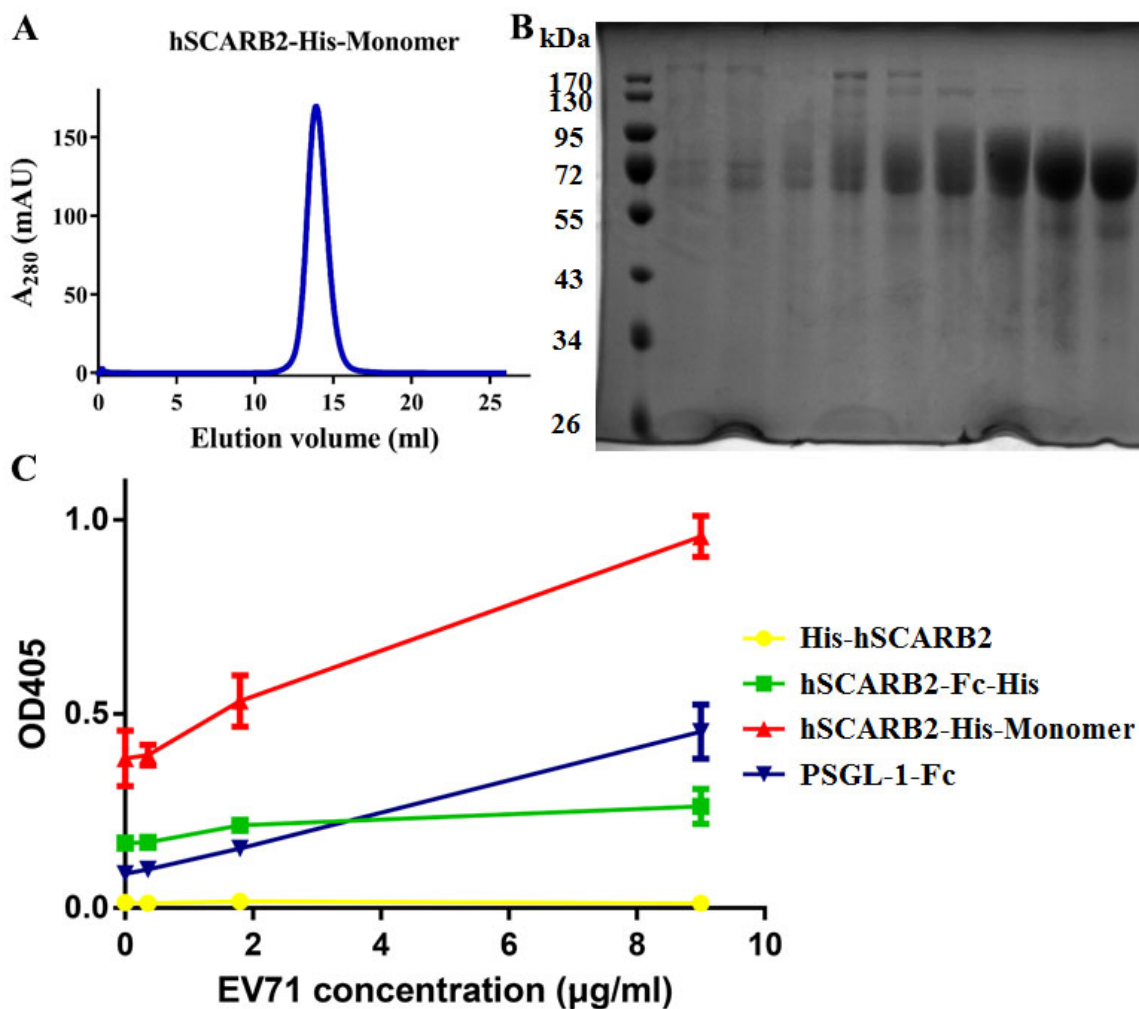 A
hSCARB2-His-Monomer
A280 (mAU)
150
100
50
0
0 5 10 15 20 25
Elution volume (ml)
B
kDa
170
130
95
72
55
43
34
26
C
OD405
1.0
0.5
0.0
0 2 4 6 8 10
EV71 concentration (μg/ml)
His-hSCARB2
hSCARB2-Fc-His
hSCARB2-His-Monomer
PSGL-1-Fc